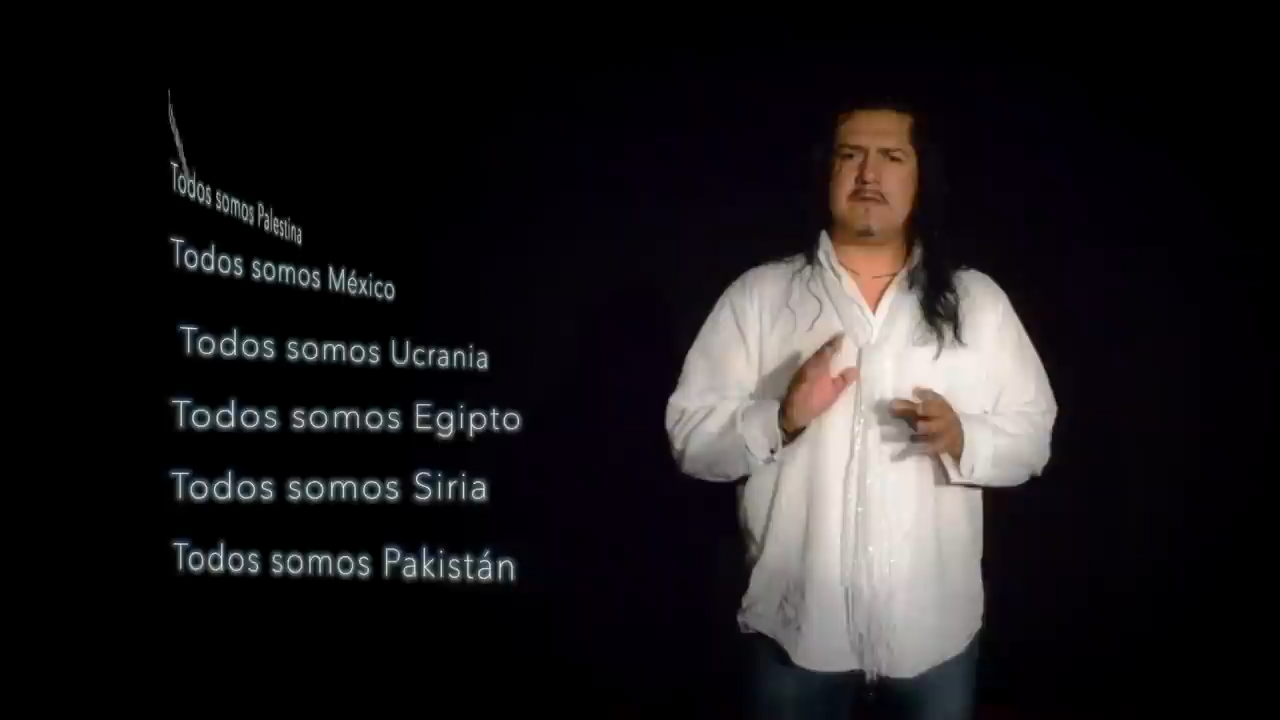 Todos somos Palestina
Todos somos México
Todos somos Ucrania
Todos somos Egipto
Todos somos Siria
Todos somos Pakistán